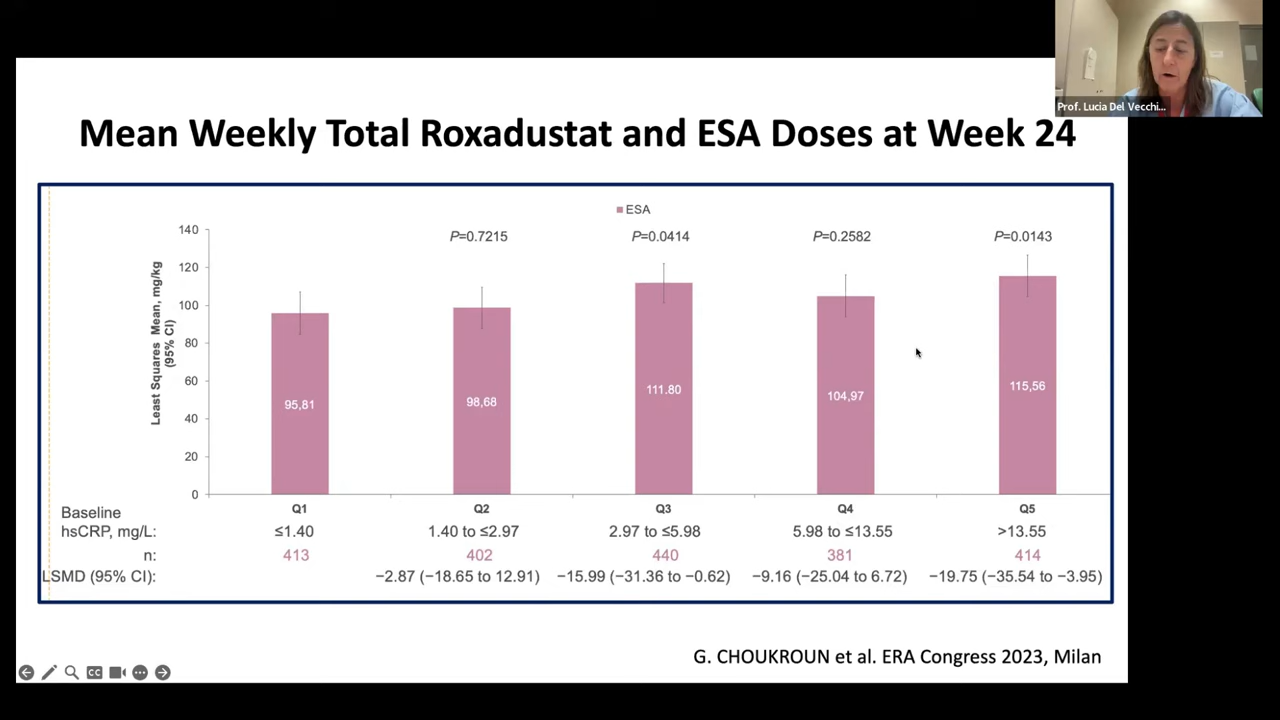 Prof. Lucia Del Vecchi...
Mean Weekly Total Roxadustat and ESA Doses at Week 24
ESA
P=0.7215 P=0.0414 P=0.2582 P=0.0143
Least Squares Mean, mg/kg
(95% CI)
140
120
100
80
60
40
20
0
95,81 98,68 111.80 104,97 115,56
Q1 Q2 Q3 Q4 Q5
Baseline
hsCRP, mg/L: ≤1.40 1.40 to ≤2.97 2.97 to ≤5.98 5.98 to ≤13.55 >13.55
n: 413 402 440 381 414
LSMD (95% CI): −2.87 (−18.65 to 12.91) −15.99 (−31.36 to −0.62) −9.16 (−25.04 to 6.72) −19.75 (−35.54 to −3.95)
G. CHOUKROUN et al. ERA Congress 2023, Milan
CC